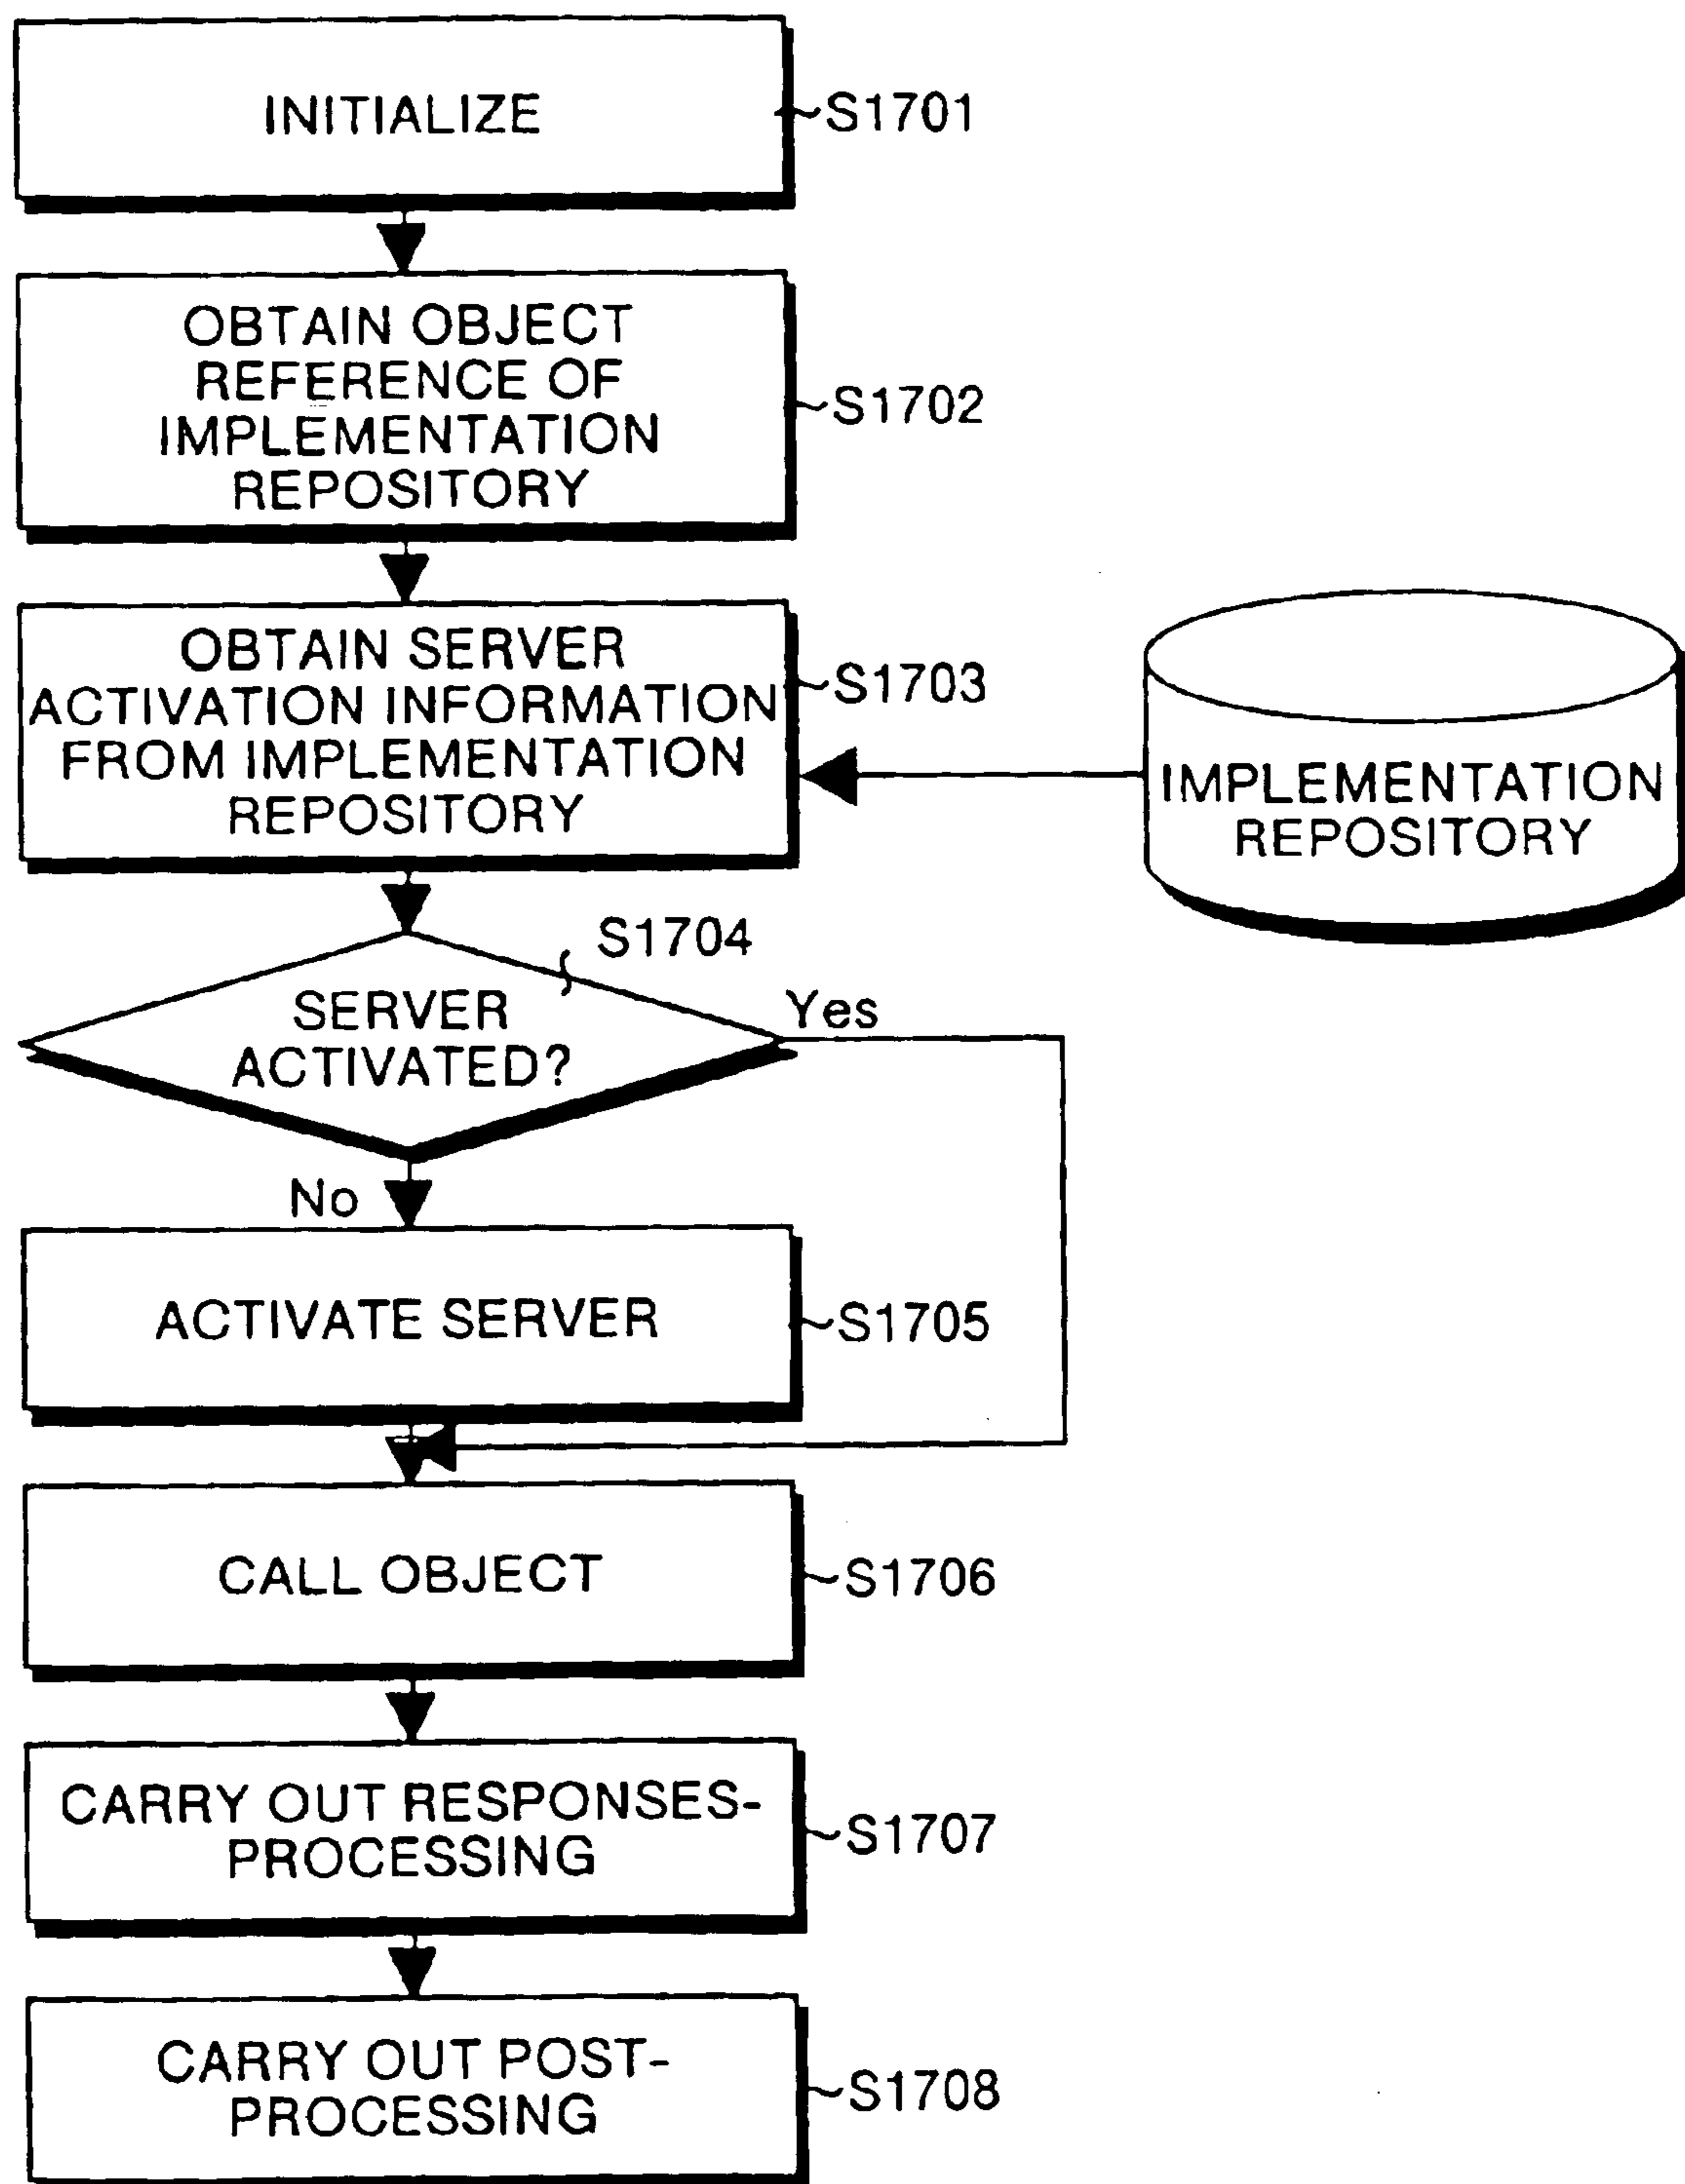 INITIALIZE
S1701
OBTAIN OBJECT
REFERENCE OF
IMPLEMENTATION
REPOSITORY
S1702
OBTAIN SERVER
ACTIVATION INFORMATION
FROM IMPLEMENTATION
REPOSITORY
S1703
IMPLEMENTATION
REPOSITORY
S1704
SERVER
ACTIVATED?
Yes
No
ACTIVATE SERVER
S1705
CALL OBJECT
S1706
CARRY OUT RESPONSES-
PROCESSING
S1707
CARRY OUT POST-
PROCESSING
S1708